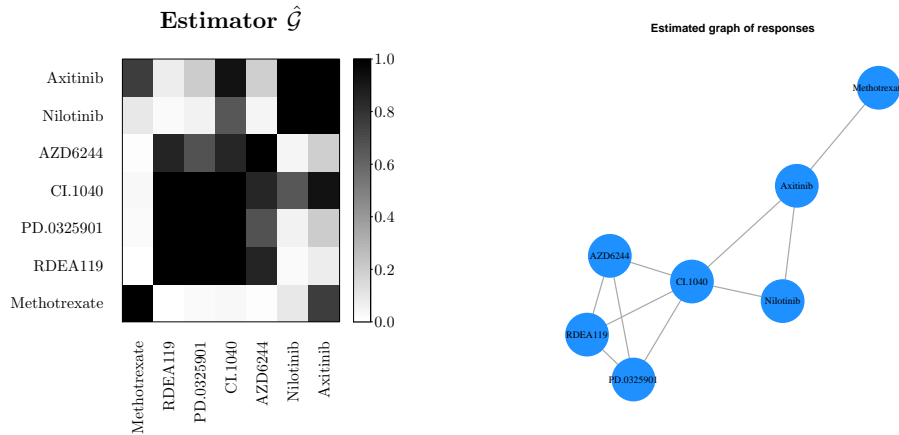 Estimator $\hat{\mathcal{G}}$
Axitinib
Nilotinib
AZD6244
CI.1040
PD.0325901
RDEA119
Methotrexate
1.0
0.8
0.6
0.4
0.2
0.0
Methotrexate
RDEA119
PD.0325901
CI.1040
AZD6244
Nilotinib
Axitinib
Estimated graph of responses
Methotrexate
Axitinib
AZD6244
CI.1040
Nilotinib
RDEA119
PD.0325901